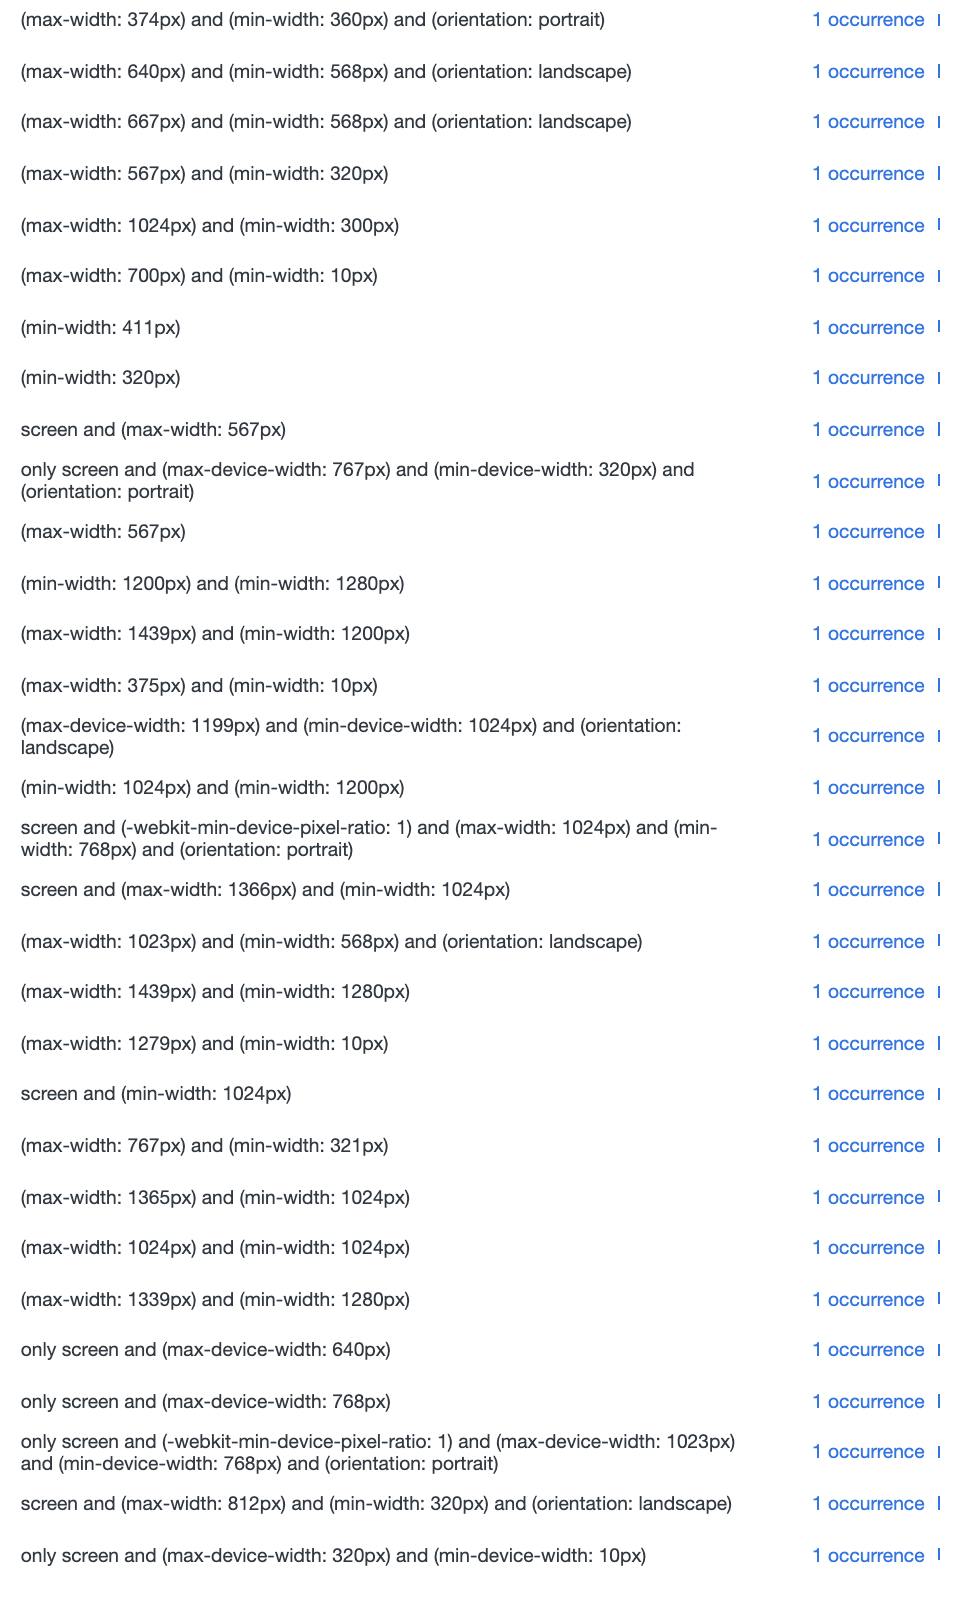 (max-width: 374px) and (min-width: 360px) and (orientation: portrait) 1 occurrence
(max-width: 640px) and (min-width: 568px) and (orientation: landscape) 1 occurrence
(max-width: 667px) and (min-width: 568px) and (orientation: landscape) 1 occurrence
(max-width: 567px) and (min-width: 320px) 1 occurrence
(max-width: 1024px) and (min-width: 300px) 1 occurrence
(max-width: 700px) and (min-width: 10px) 1 occurrence
(min-width: 411px) 1 occurrence
(min-width: 320px) 1 occurrence
screen and (max-width: 567px) 1 occurrence
only screen and (max-device-width: 767px) and (min-device-width: 320px) and
(orientation: portrait) 1 occurrence
(max-width: 567px) 1 occurrence
(min-width: 1200px) and (min-width: 1280px) 1 occurrence
(max-width: 1439px) and (min-width: 1200px) 1 occurrence
(max-width: 375px) and (min-width: 10px) 1 occurrence
(max-device-width: 1199px) and (min-device-width: 1024px) and (orientation:
landscape) 1 occurrence
(min-width: 1024px) and (min-width: 1200px) 1 occurrence
screen and (-webkit-min-device-pixel-ratio: 1) and (max-width: 1024px) and (min-
width: 768px) and (orientation: portrait) 1 occurrence
screen and (max-width: 1366px) and (min-width: 1024px) 1 occurrence
(max-width: 1023px) and (min-width: 568px) and (orientation: landscape) 1 occurrence
(max-width: 1439px) and (min-width: 1280px) 1 occurrence
(max-width: 1279px) and (min-width: 10px) 1 occurrence
screen and (min-width: 1024px) 1 occurrence
(max-width: 767px) and (min-width: 321px) 1 occurrence
(max-width: 1365px) and (min-width: 1024px) 1 occurrence
(max-width: 1024px) and (min-width: 1024px) 1 occurrence
(max-width: 1339px) and (min-width: 1280px) 1 occurrence
only screen and (max-device-width: 640px) 1 occurrence
only screen and (max-device-width: 768px) 1 occurrence
only screen and (-webkit-min-device-pixel-ratio: 1) and (max-device-width: 1023px)
and (min-device-width: 768px) and (orientation: portrait) 1 occurrence
screen and (max-width: 812px) and (min-width: 320px) and (orientation: landscape) 1 occurrence
only screen and (max-device-width: 320px) and (min-device-width: 10px) 1 occurrence